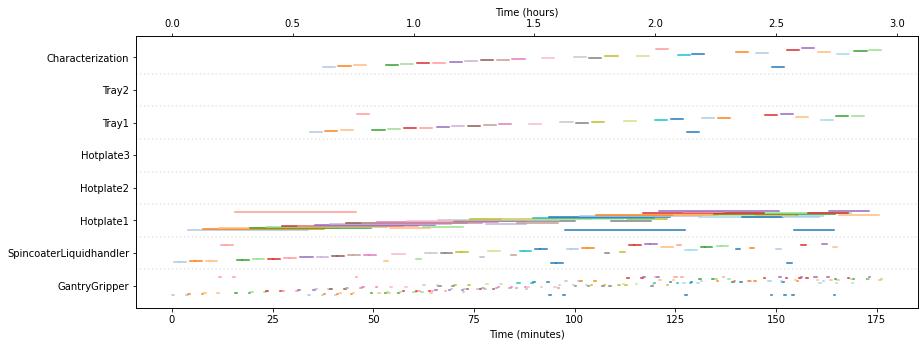 Time (hours)
0.0 0.5 1.0 1.5 2.0 2.5 3.0
Characterization
Tray2
Tray1
Hotplate3
Hotplate2
Hotplate1
SpincoaterLiquidhandler
GantryGripper
0 25 50 75 100 125 150 175
Time (minutes)